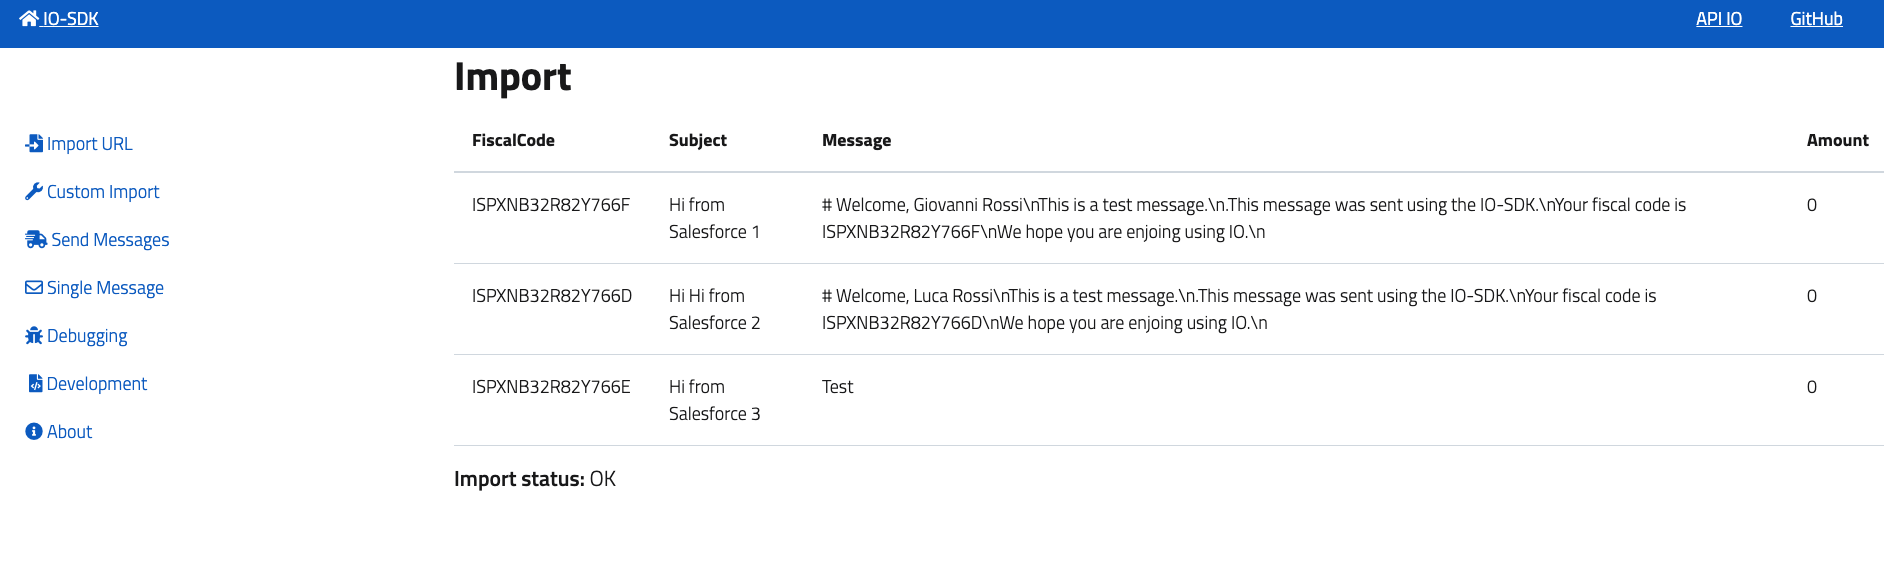 IO-SDK
API IO
GitHub
Import
Import URL
Custom Import
Send Messages
Single Message
Debugging
Development
About
FiscalCode Subject Message Amount
ISPXNB32R82Y766F Hi from # Welcome, Giovanni Rossi\nThis is a test message.\n.This message was sent using the IO-SDK.\nYour fiscal code is 0
Salesforce 1 ISPXNB32R82Y766F\nWe hope you are enjoing using IO.\n
ISPXNB32R82Y766D Hi Hi from # Welcome, Luca Rossi\nThis is a test message.\n.This message was sent using the IO-SDK.\nYour fiscal code is 0
Salesforce 2 ISPXNB32R82Y766D\nWe hope you are enjoing using IO.\n
ISPXNB32R82Y766E Hi from Test 0
Salesforce 3
Import status: OK